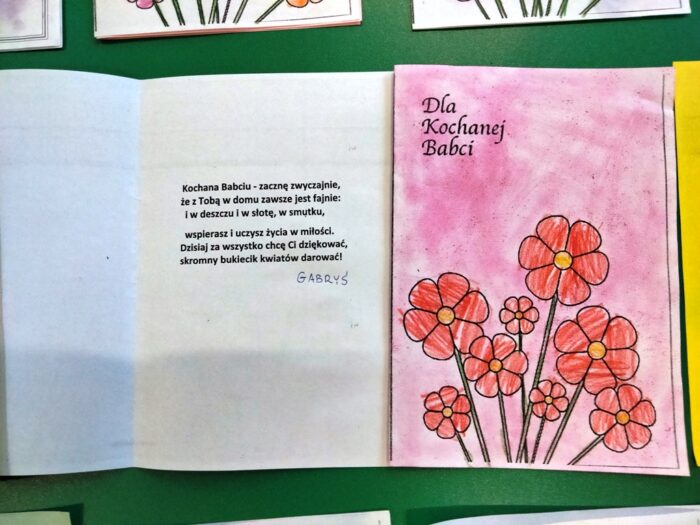 Kochana Babciu - zacznę zwyczajnie,
że z Tobą w domu zawsze jest fajnie:
i w deszczu i w słotę, w smutku,
wspierasz i uczysz życia w miłości.
Dzisiaj za wszystko chcę Ci dziękować,
skromny bukiecik kwiatów darować!
GABRYŚ
Dla
Kochanej
Babci